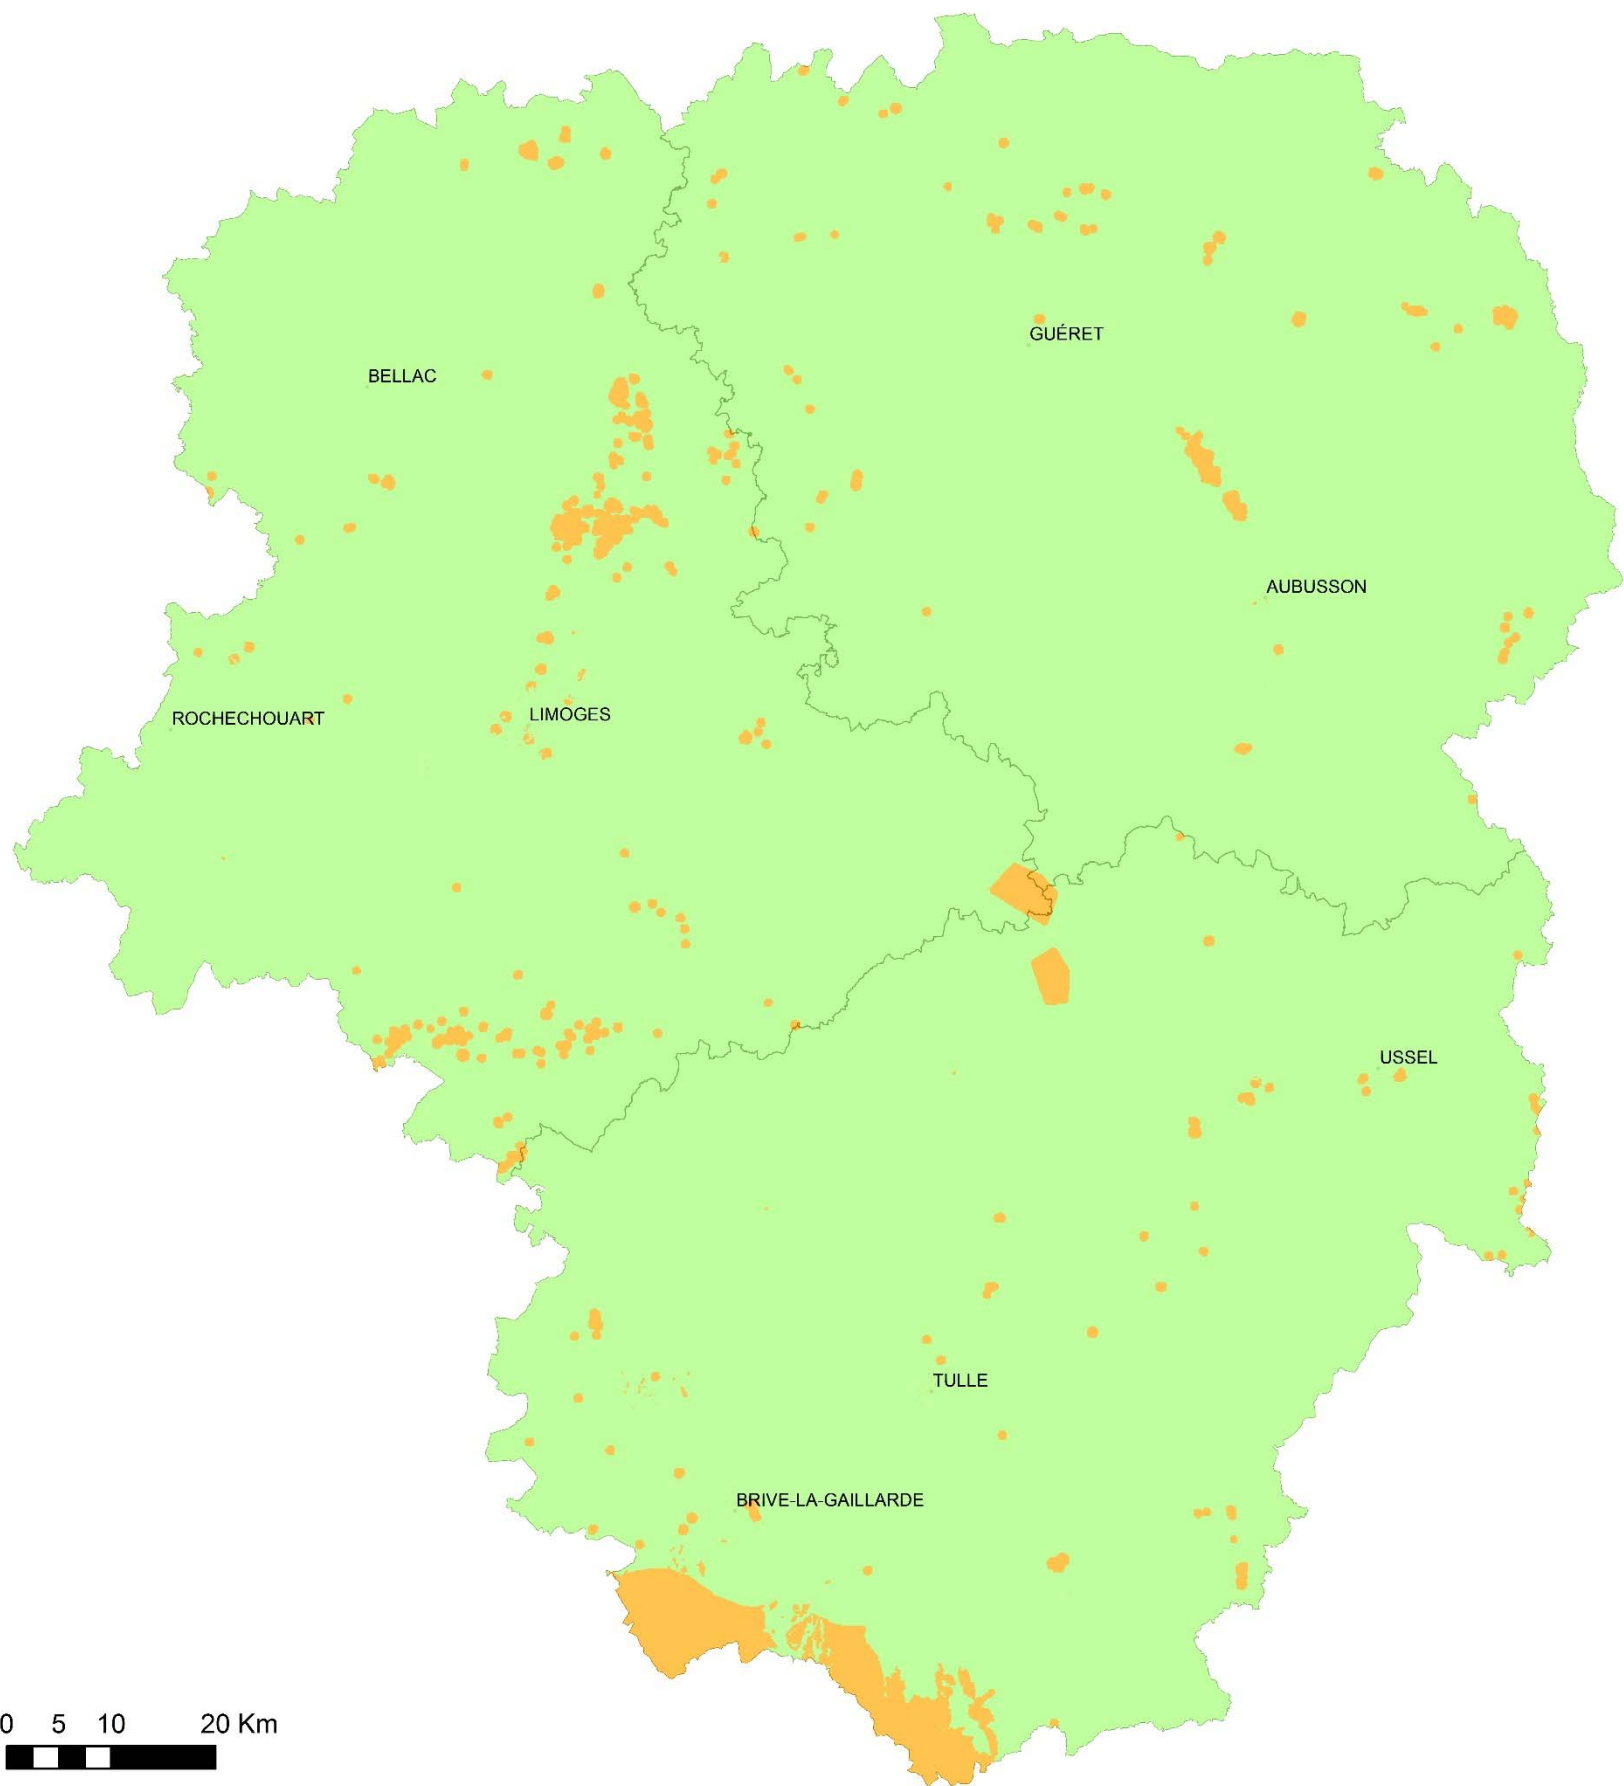 GUÉRET
BELLAC
AUBUSSON
ROCHECHOUART
LIMOGES
USSEL
TULLE
BRIVE-LA-GAILLARDE
0 5 10 20 Km